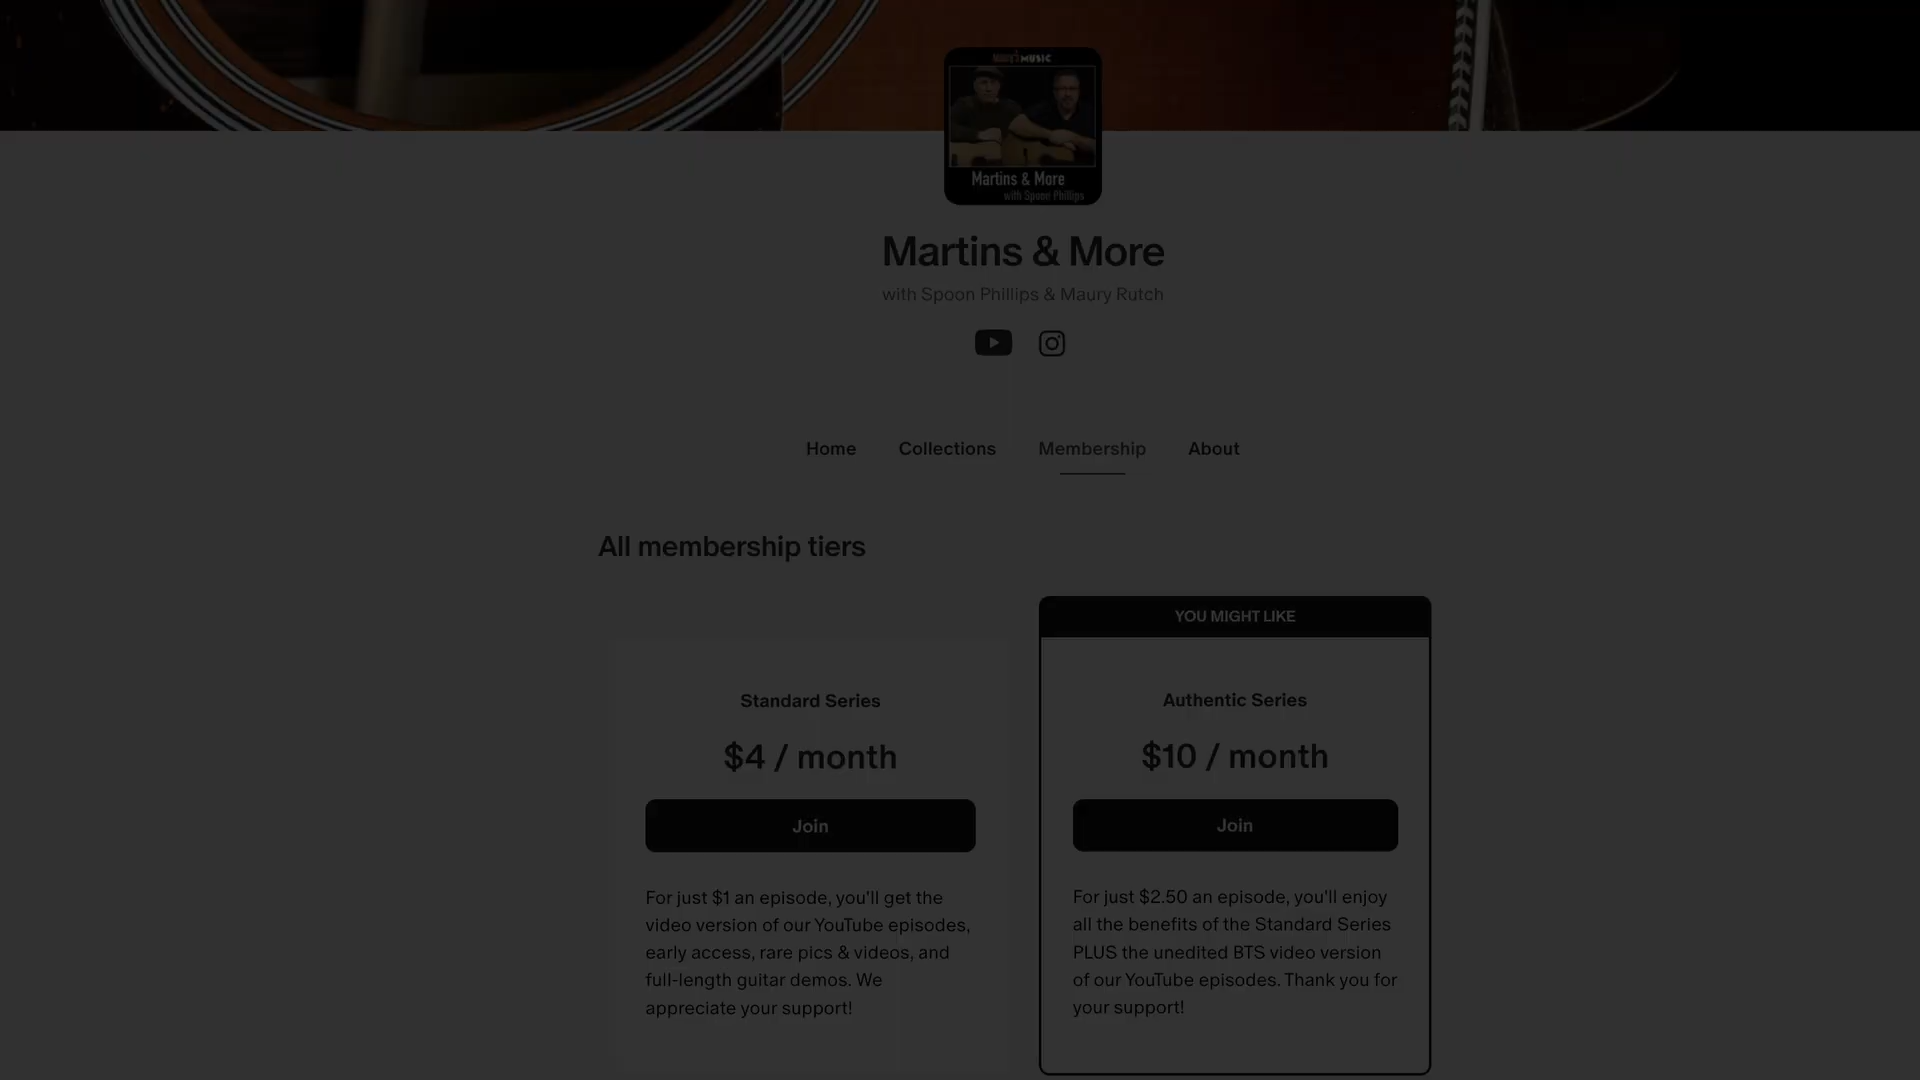 Maury's MUSIC
Martins & More
with Spoon Phillips
Martins & More
with Spoon Phillips & Maury Rutch
Home Collections Membership About
All membership tiers
Standard Series
$4 / month
Join
For just $1 an episode, you'll get the
video version of our YouTube episodes,
early access, rare pics & videos, and
full-length guitar demos. We
appreciate your support!
YOU MIGHT LIKE
Authentic Series
$10 / month
Join
For just $2.50 an episode, you'll enjoy
all the benefits of the Standard Series
PLUS the unedited BTS video version
of our YouTube episodes. Thank you for
your support!